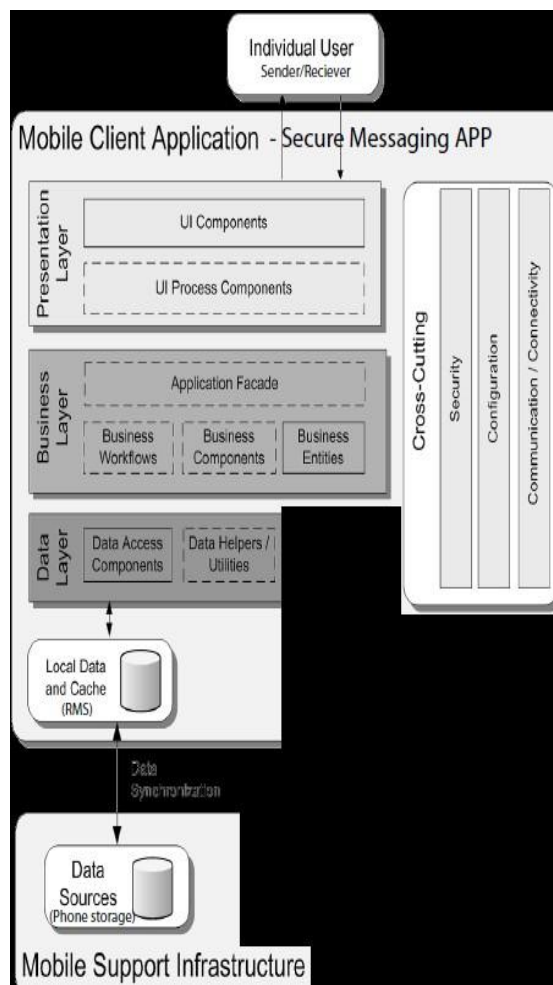 Individual User
Sender/Reciever
Mobile Client Application - Secure Messaging APP
Presentation
Layer
UI Components
UI Process Components
Business
Layer
Application Facade
Business
Workflows
Business
Components
Business
Entities
Data
Layer
Data Access
Components
Data Helpers /
Utilities
Cross-Cutting
Security
Configuration
Communication / Connectivity
Local Data
and Cache
(RMS)
Data
Synchronization
Data
Sources
(Phone storage)
Mobile Support Infrastructure